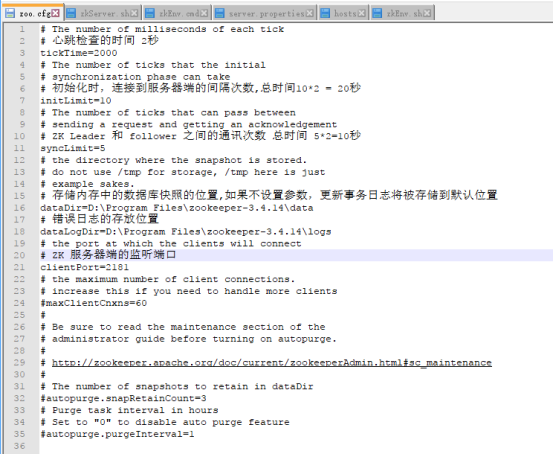 zoo.cfg zkServer.sh zkEnv.cmd server.properties hosts zkEnv.sh
1 # The number of milliseconds of each tick
2 # 心跳检查的时间 2秒
3 tickTime=2000
4 # The number of ticks that the initial
5 # synchronization phase can take
6 # 初始化时，连接到服务器端的间隔次数,总时间10*2 = 20秒
7 initLimit=10
8 # The number of ticks that can pass between
9 # sending a request and getting an acknowledgement
10 # ZK Leader 和 follower 之间的通讯次数 总时间 5*2=10秒
11 syncLimit=5
12 # the directory where the snapshot is stored.
13 # do not use /tmp for storage, /tmp here is just
14 # example sakes.
15 # 存储内存中的数据库快照的位置,如果不设置参数，更新事务日志将被存储到默认位置
16 dataDir=D:\Program Files\zookeeper-3.4.14\data
17 # 错误日志的存放位置
18 dataLogDir=D:\Program Files\zookeeper-3.4.14\logs
19 # the port at which the clients will connect
20 # ZK 服务器端的监听端口
21 clientPort=2181
22 # the maximum number of client connections.
23 # increase this if you need to handle more clients
24 #maxClientCnxns=60
25 #
26 # Be sure to read the maintenance section of the
27 # administrator guide before turning on autopurge.
28 #
29 # http://zookeeper.apache.org/doc/current/zookeeperAdmin.html#sc_maintenance
30 #
31 # The number of snapshots to retain in dataDir
32 #autopurge.snapRetainCount=3
33 # Purge task interval in hours
34 # Set to "0" to disable auto purge feature
35 #autopurge.purgeInterval=1
36